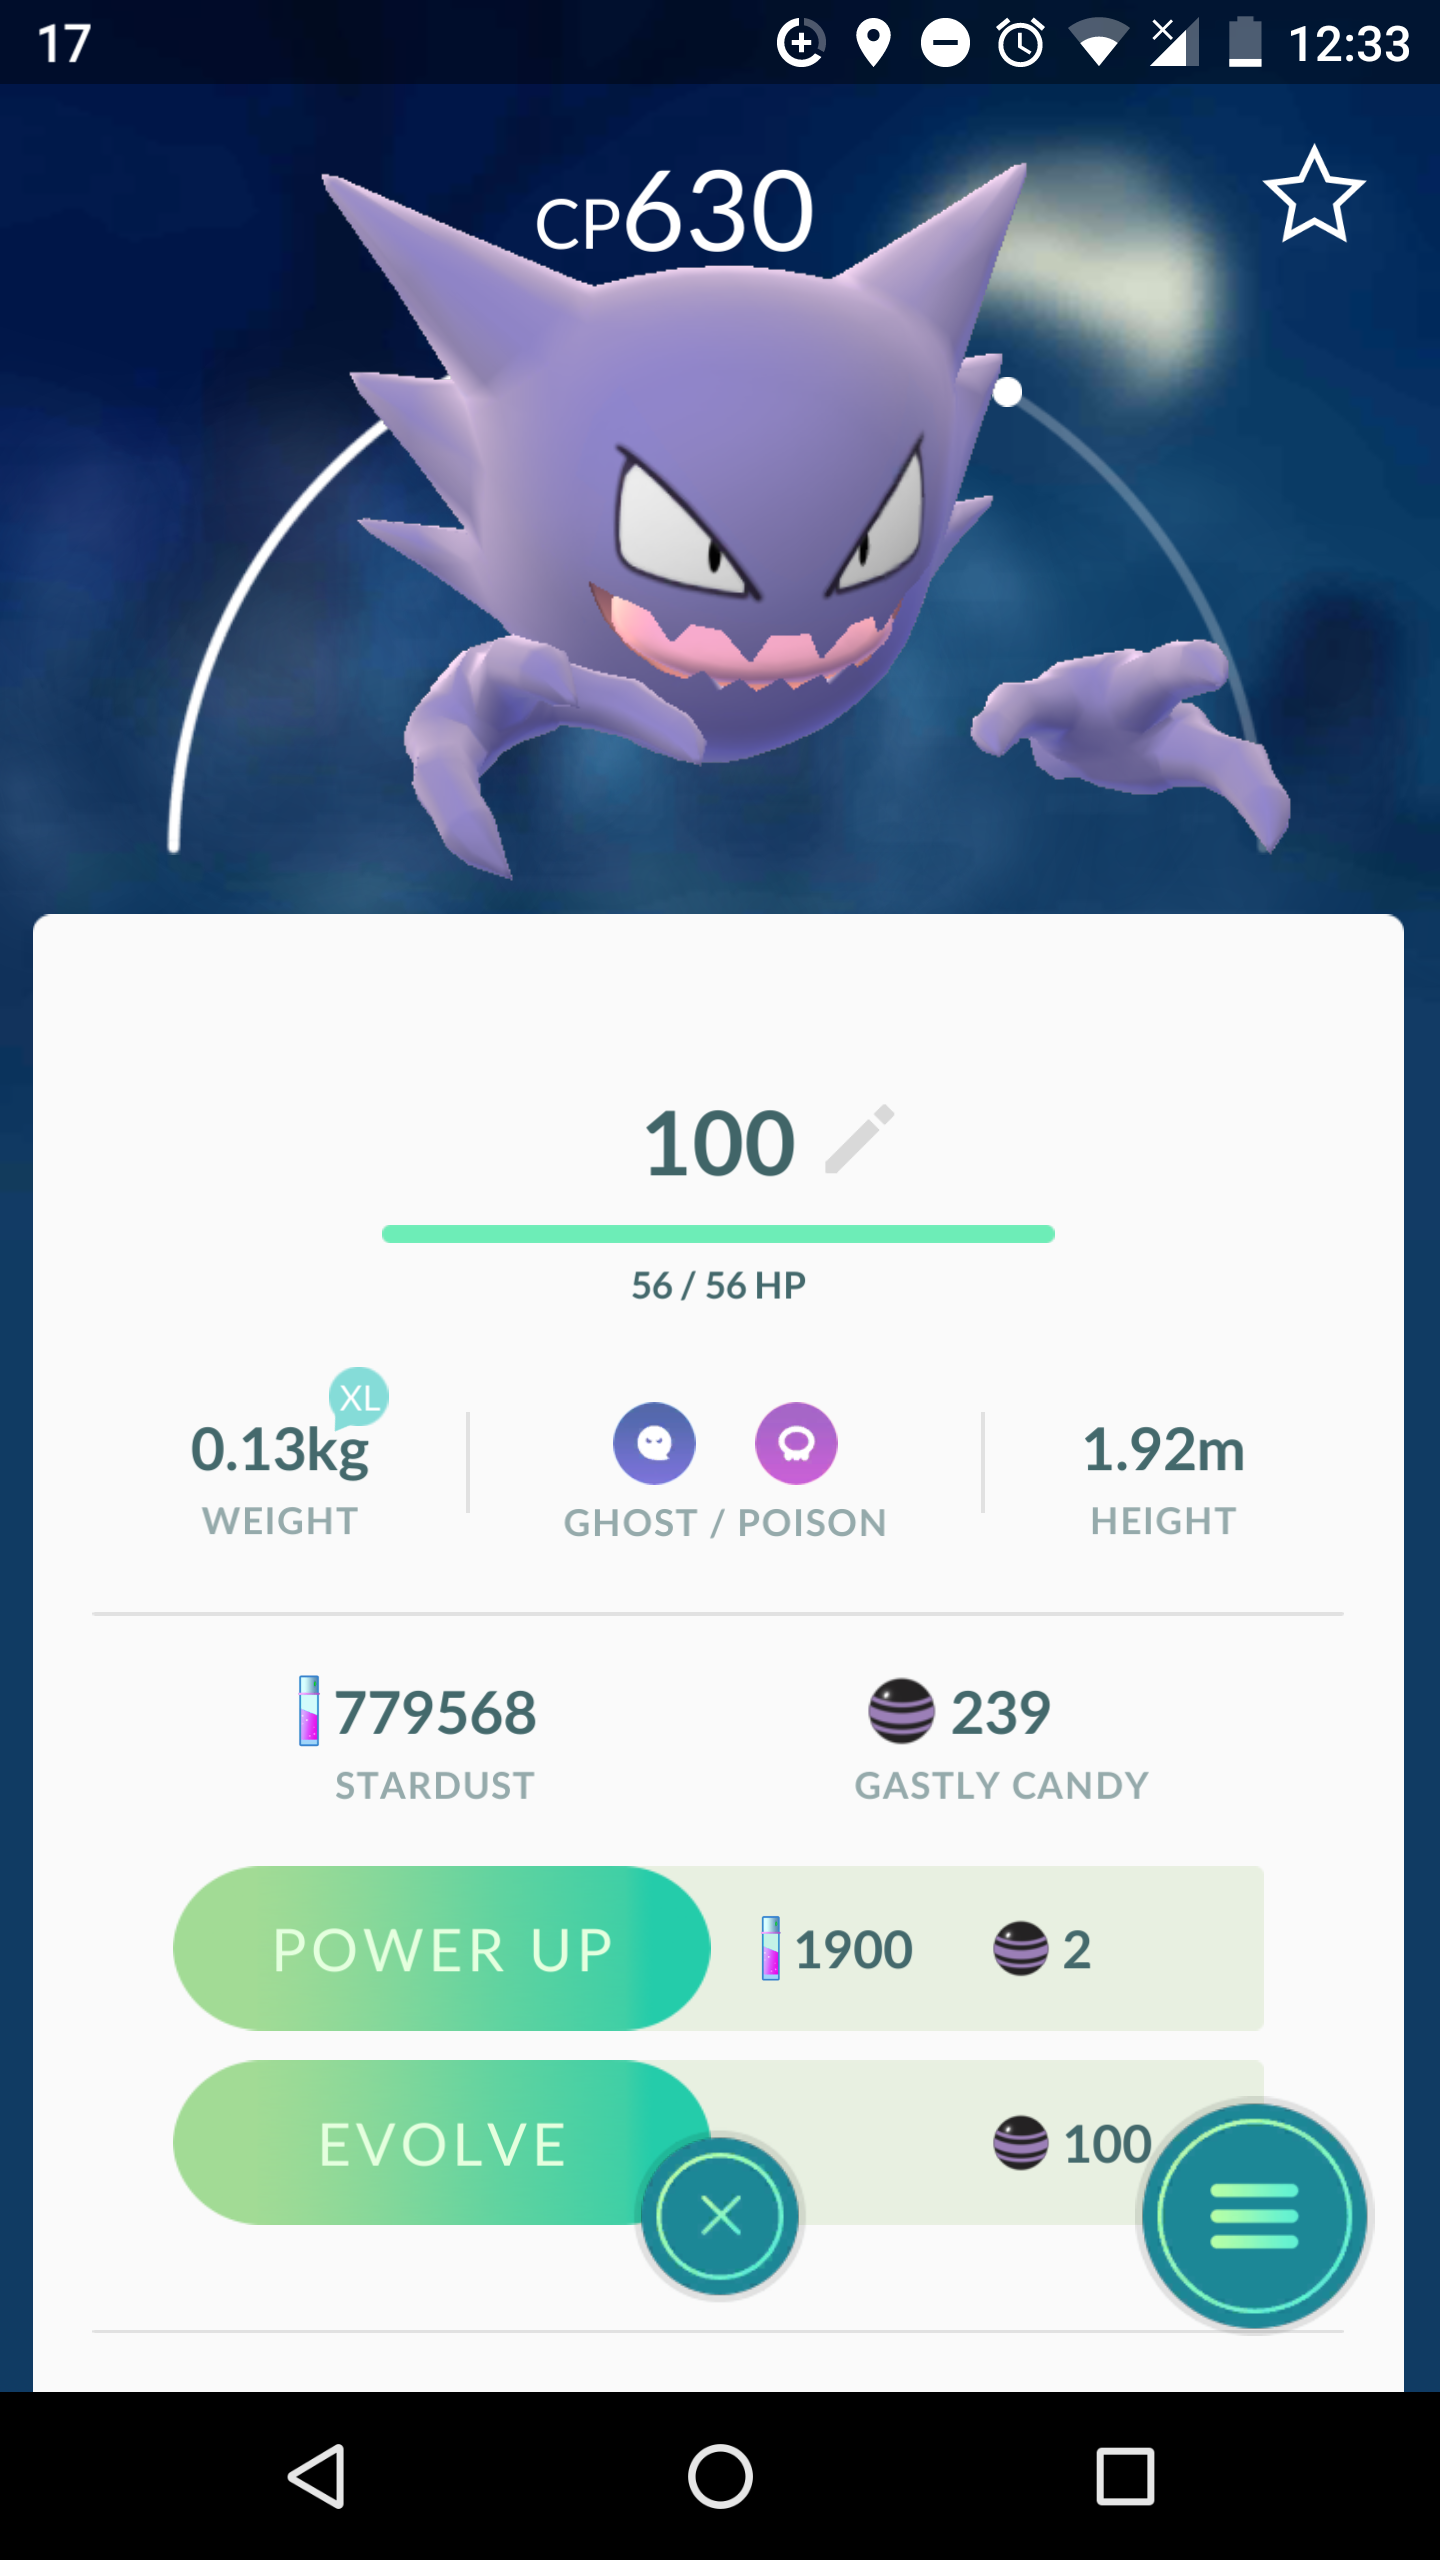 17 12:33
CP630
100
56 / 56 HP
XL
0.13kg 1.92m
WEIGHT GHOST / POISON HEIGHT
779568 239
STARDUST GASTLY CANDY
POWER UP 1900 2
EVOLVE 100